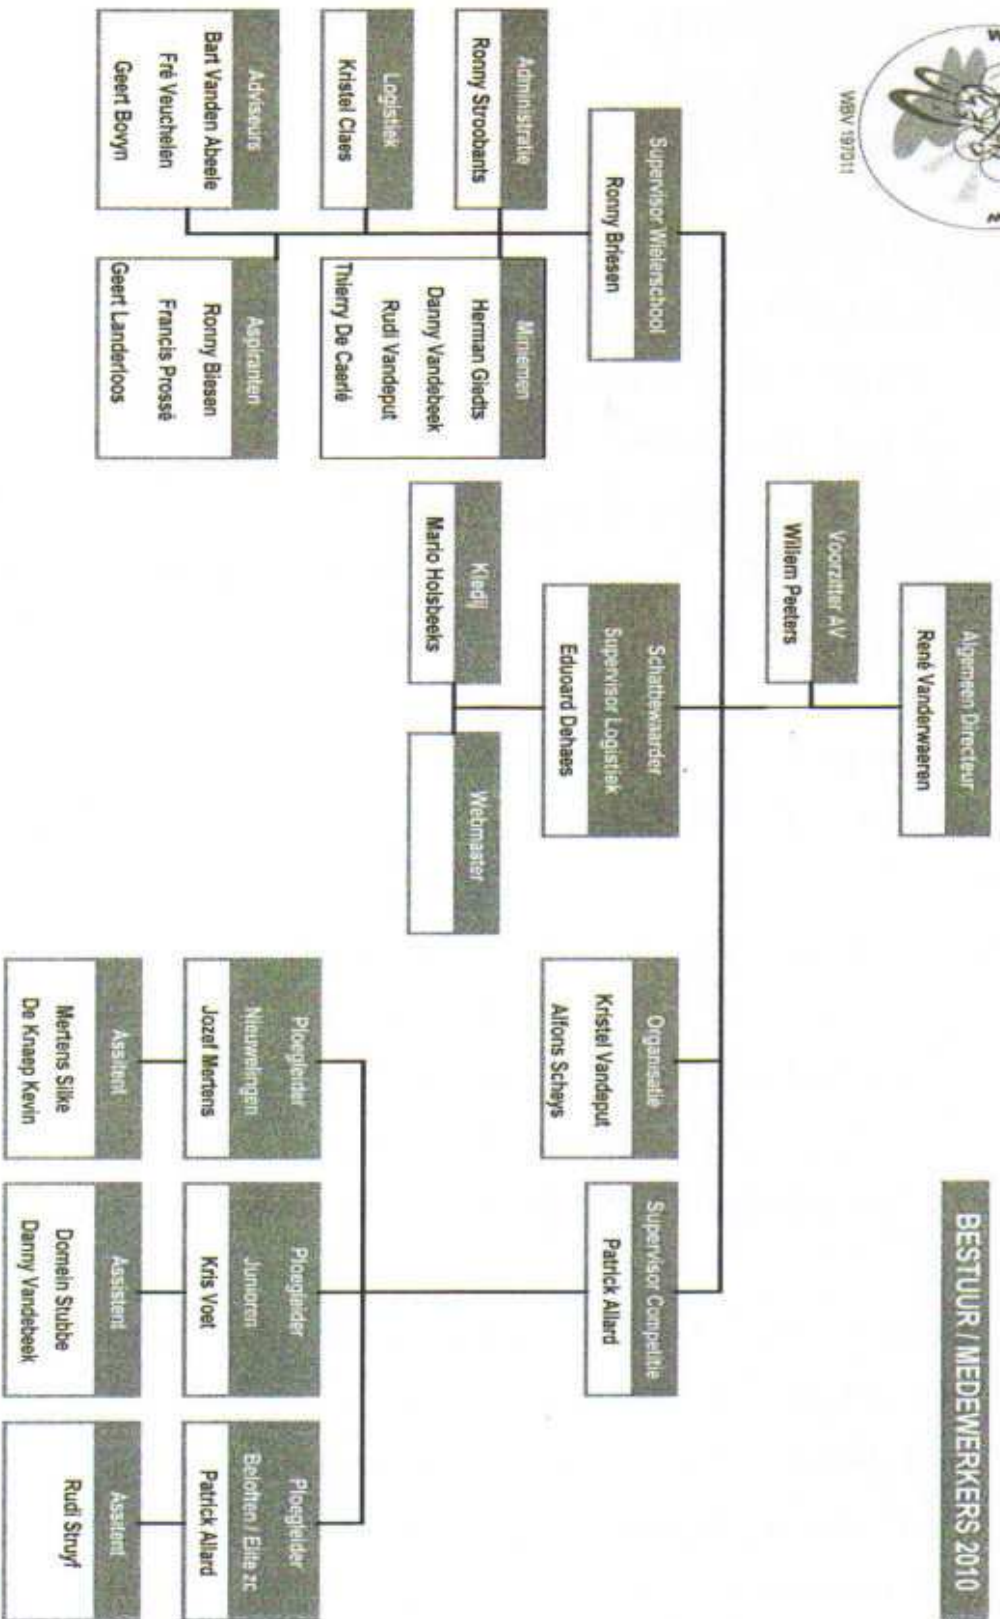 WBV 197011
BESTUUR / MEDEWERKERS 2010
Algemeen Directeur
René Vanderwaeren
Voorzitter AV
Willem Peeters
Supervisor Wielerschool
Ronny Briesen
Schatbewaarder
Supervisor Logistiek
Eduoard Dehaes
Organisatie
Kristel Vandeput
Alfons Scheys
Supervisor Competitie
Patrick Allard
Administratie
Ronny Stroobants
Miniemen
Herman Giedts
Danny Vandebeek
Rudi Vandeput
Thierry De Caerlé
Logistiek
Kristel Claes
Adviseurs
Bart Vanden Abeele
Fré Veuchelen
Geert Bovyn
Aspiranten
Ronny Biesen
Francis Prossé
Geert Landerloos
Kledij
Mario Holsbeeks
Webmaster
Ploegleider
Nieuwelingen
Jozef Mertens
Ploegleider
Junioren
Kris Voet
Ploegleider
Beloften / Elite zc
Patrick Allard
Assitent
Mertens Silke
De Knaep Kevin
Assistent
Domein Stubbe
Danny Vandebeek
Assitent
Rudi Struyf